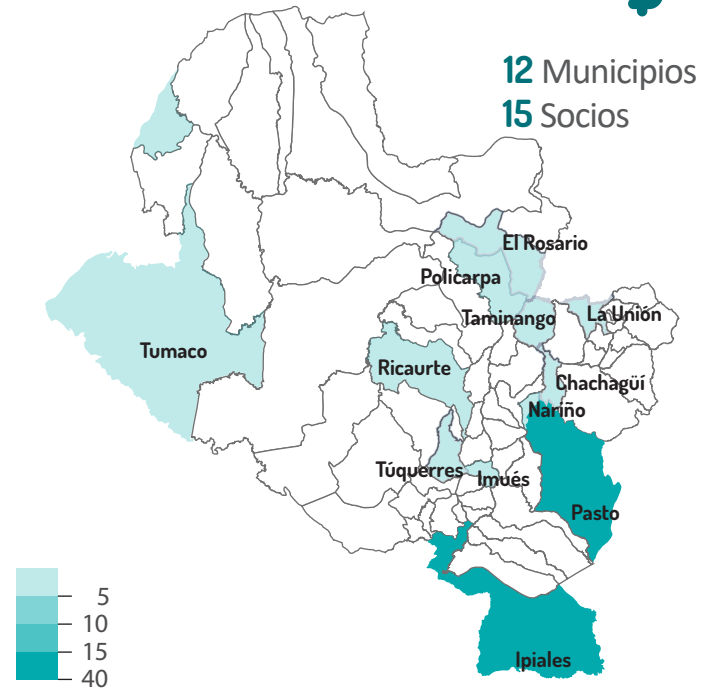 12 Municipios
15 Socios
El Rosario
Policarpa
Taminango
La Unión
Tumaco
Ricaurte
Chachagüí
Nariño
Túquerres
Imués
Pasto
Ipiales
5
10
15
40